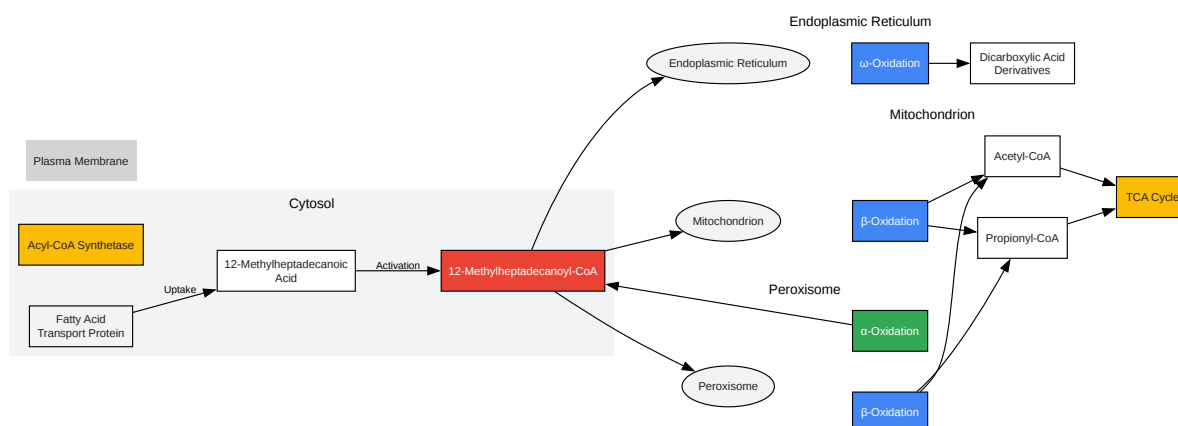 Endoplasmic Reticulum
Endoplasmic Reticulum
ω-Oxidation
Dicarboxylic Acid
Derivatives
Mitochondrion
Plasma Membrane
Acetyl-CoA
Cytosol
TCA Cycle
Mitochondrion
β-Oxidation
Acyl-CoA Synthetase
Propionyl-CoA
12-Methylheptadecanoic
Acid
Activation
12-Methylheptadecanoyl-CoA
Uptake
Peroxisome
Fatty Acid
Transport Protein
α-Oxidation
Peroxisome
β-Oxidation